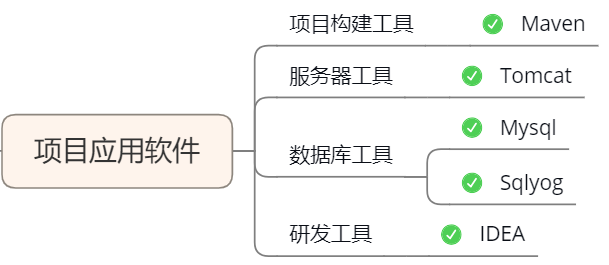 项目构建工具 Maven
服务器工具 Tomcat
项目应用软件
数据库工具
Mysql
Sqlyog
研发工具 IDEA